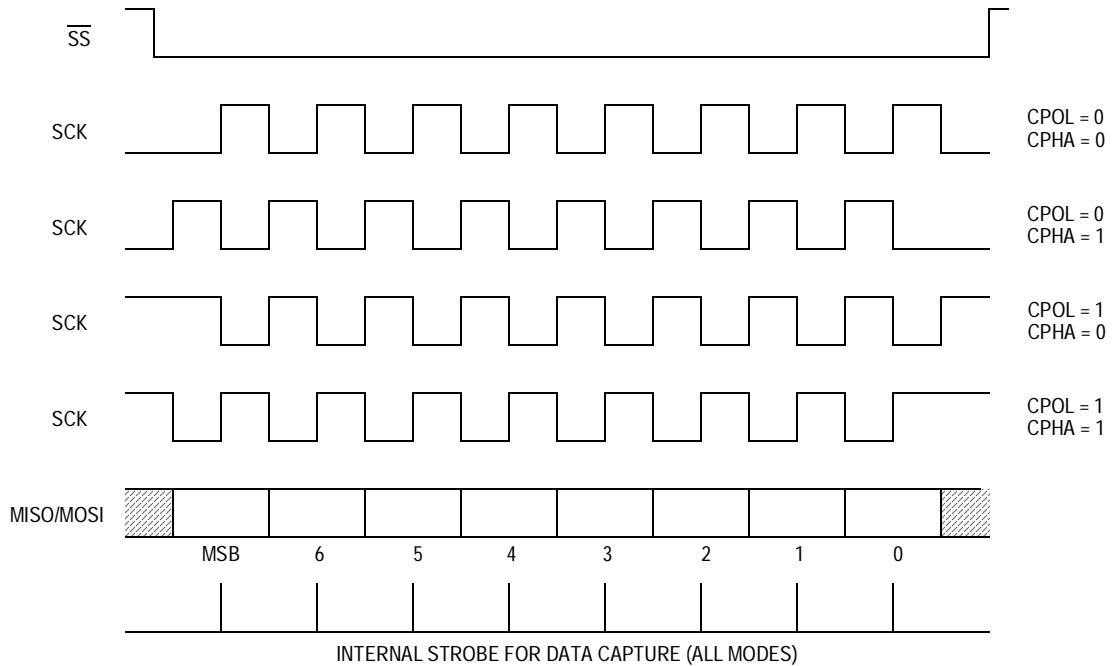 SS
SCK
CPOL = 0
CPHA = 0
SCK
CPOL = 0
CPHA = 1
SCK
CPOL = 1
CPHA = 0
SCK
CPOL = 1
CPHA = 1
MISO/MOSI
MSB 6 5 4 3 2 1 0
INTERNAL STROBE FOR DATA CAPTURE (ALL MODES)